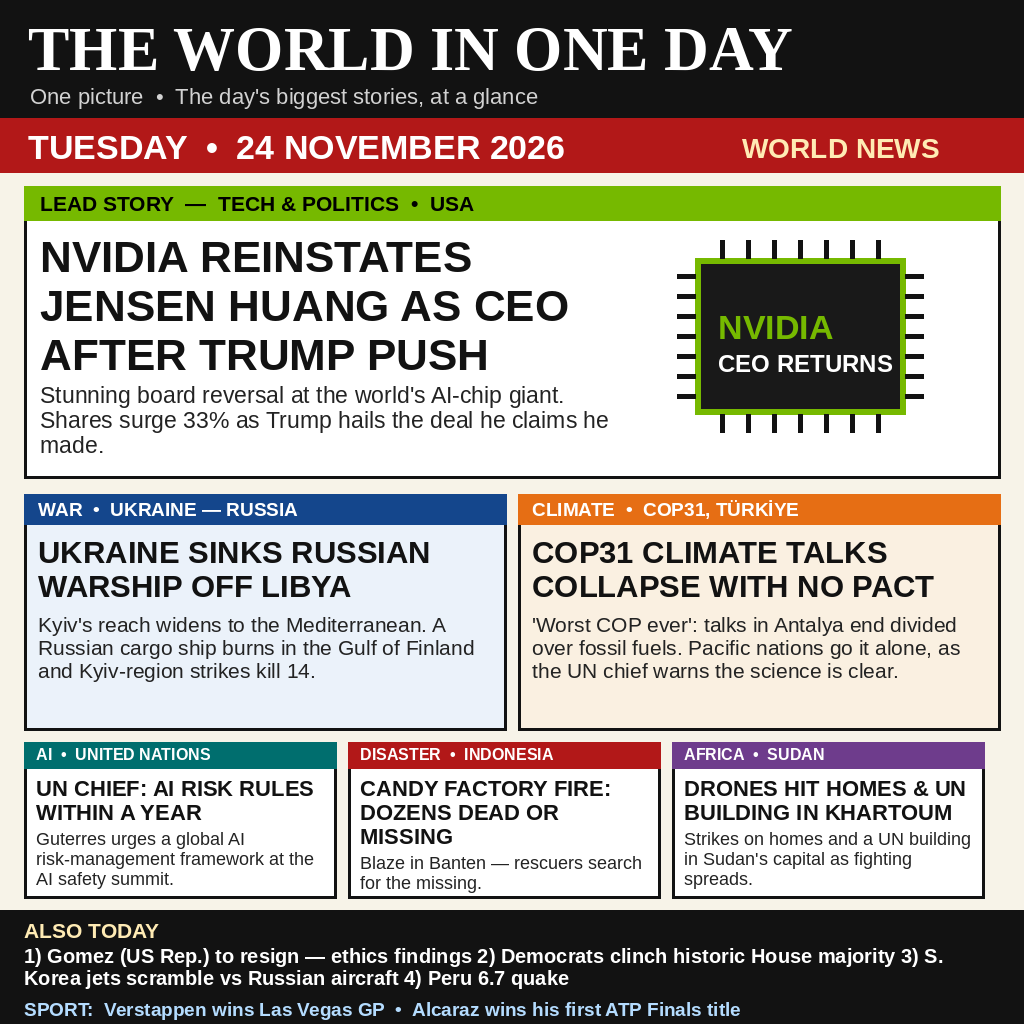 THE WORLD IN ONE DAY
One picture • The day's biggest stories, at a glance
TUESDAY • 24 NOVEMBER 2026
WORLD NEWS
LEAD STORY — TECH & POLITICS • USA
NVIDIA REINSTATES
JENSEN HUANG AS CEO
AFTER TRUMP PUSH
Stunning board reversal at the world's AI-chip giant.
Shares surge 33% as Trump hails the deal he claims he
made.
NVIDIA
CEO RETURNS
WAR • UKRAINE — RUSSIA
UKRAINE SINKS RUSSIAN
WARSHIP OFF LIBYA
Kyiv's reach widens to the Mediterranean. A
Russian cargo ship burns in the Gulf of Finland
and Kyiv-region strikes kill 14.
CLIMATE • COP31, TÜRKİYE
COP31 CLIMATE TALKS
COLLAPSE WITH NO PACT
'Worst COP ever': talks in Antalya end divided
over fossil fuels. Pacific nations go it alone, as
the UN chief warns the science is clear.
AI • UNITED NATIONS
UN CHIEF: AI RISK RULES
WITHIN A YEAR
Guterres urges a global AI
risk-management framework at the
AI safety summit.
DISASTER • INDONESIA
CANDY FACTORY FIRE:
DOZENS DEAD OR
MISSING
Blaze in Banten — rescuers search
for the missing.
AFRICA • SUDAN
DRONES HIT HOMES & UN
BUILDING IN KHARTOUM
Strikes on homes and a UN building
in Sudan's capital as fighting
spreads.
ALSO TODAY
1) Gomez (US Rep.) to resign — ethics findings 2) Democrats clinch historic House majority 3) S.
Korea jets scramble vs Russian aircraft 4) Peru 6.7 quake
SPORT: Verstappen wins Las Vegas GP • Alcaraz wins his first ATP Finals title